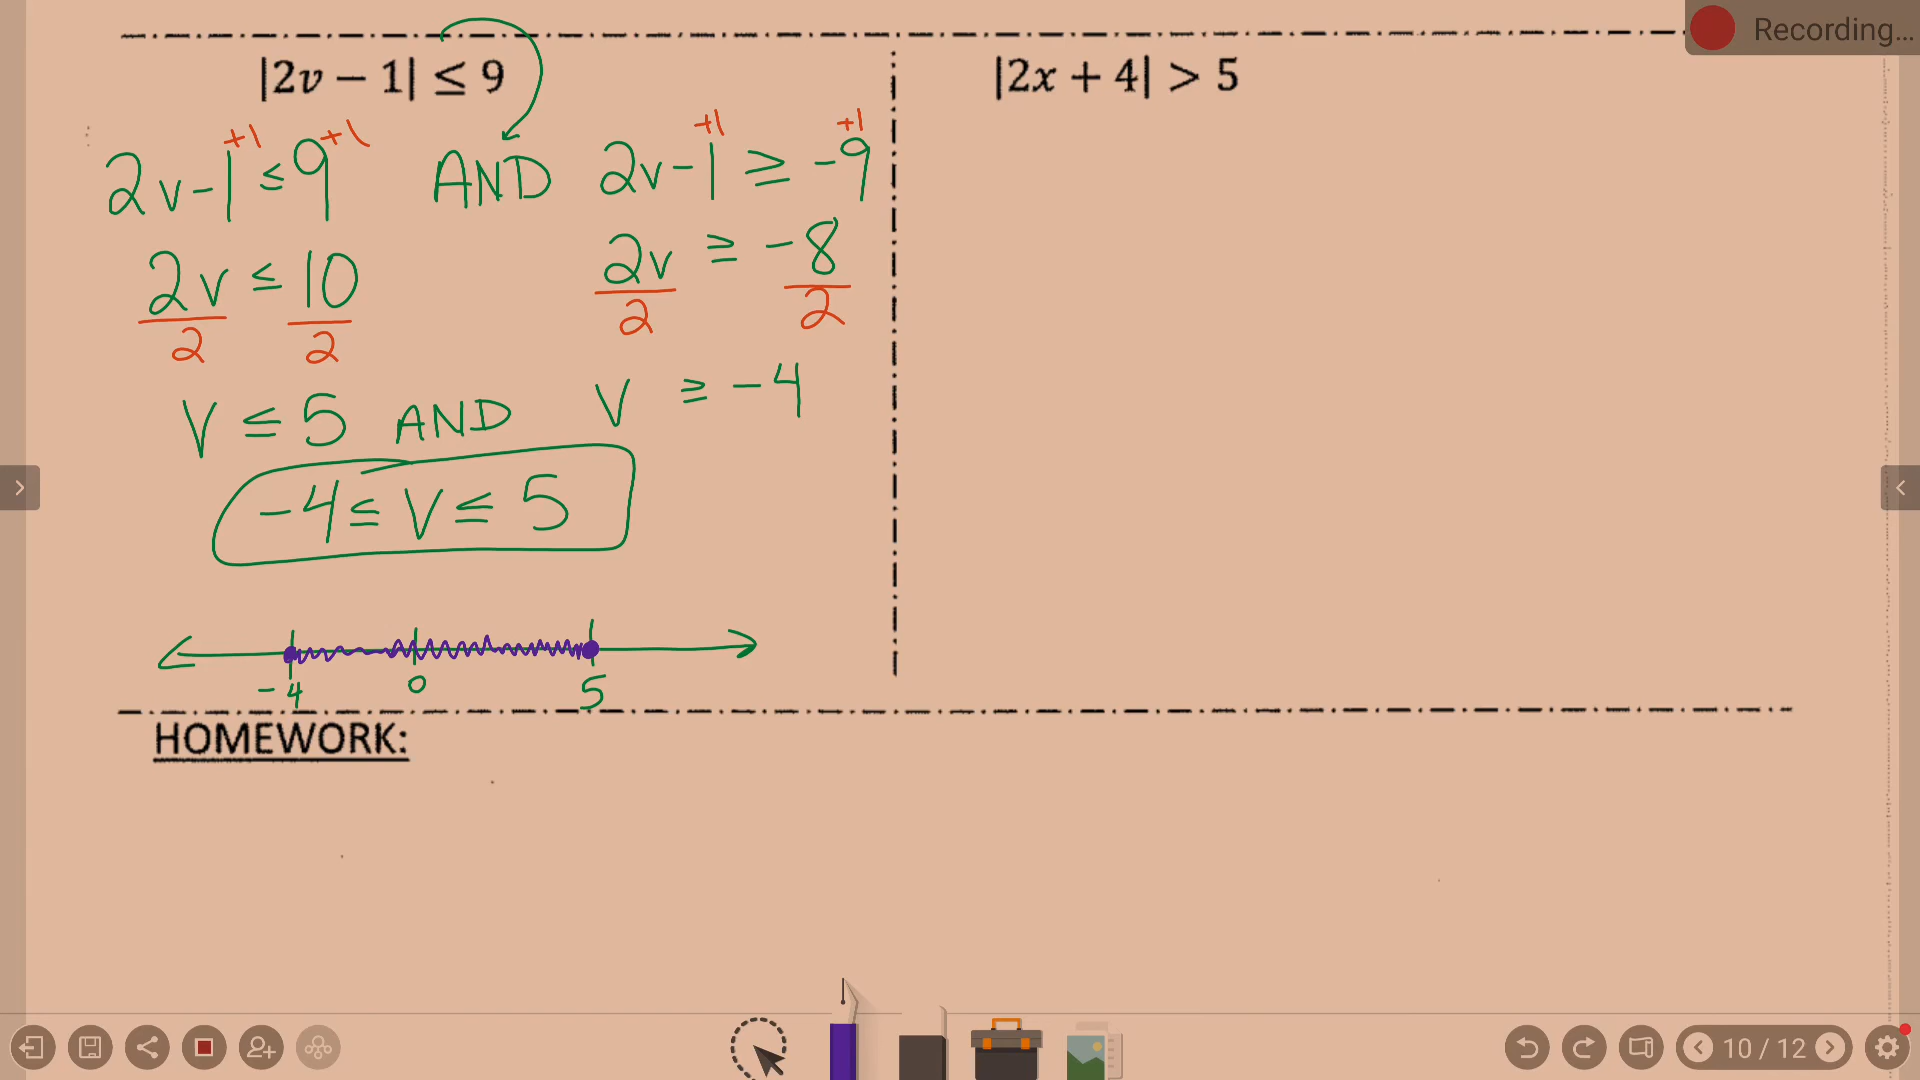 Recording...
|2v − 1| ≤ 9
+1 +1 +1 +1
2v-1 ≤ 9 AND 2v-1 ≥ -9
2v ≤ 10 2v ≥ -8
2 2 2 2
v ≤ 5 AND v ≥ -4
-4 ≤ v ≤ 5
-4 0 5
|2x + 4| > 5
HOMEWORK:
10 / 12